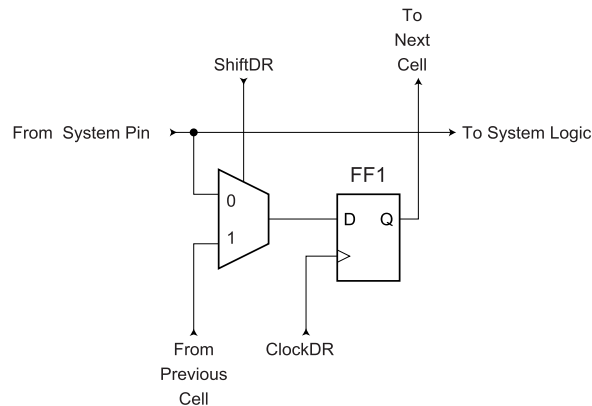 To
Next
Cell
ShiftDR
From System Pin
To System Logic
FF1
0
D Q
1
From
Previous
Cell
ClockDR